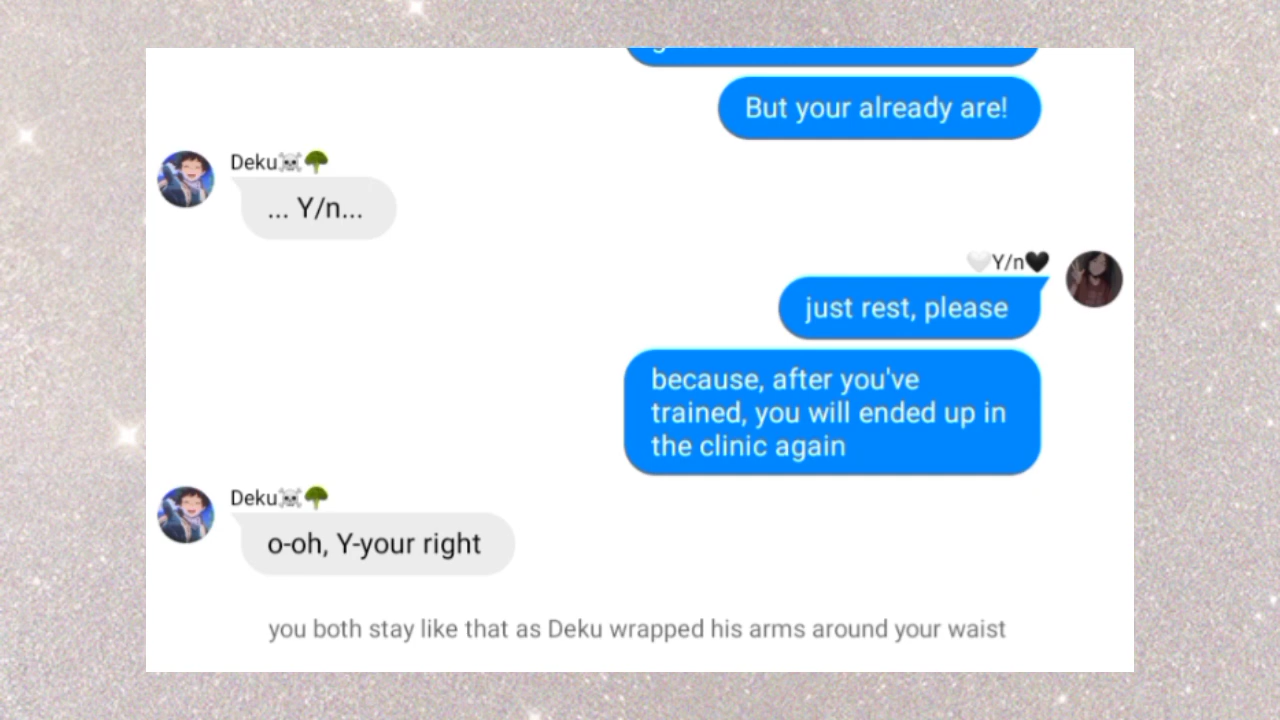 But your already are!
Deku☠️🌳
... Y/n...
🤍Y/n🖤
just rest, please
because, after you've
trained, you will ended up in
the clinic again
Deku☠️🌳
o-oh, Y-your right
you both stay like that as Deku wrapped his arms around your waist